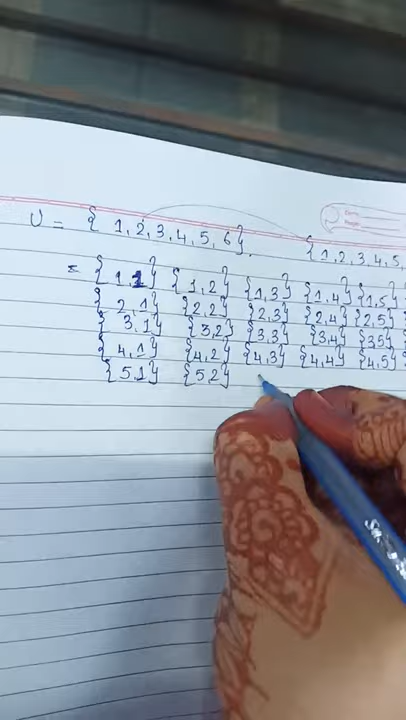 U = { 1, 2, 3, 4, 5, 6 }. { 1, 2, 3, 4, 5,
= { 1, 1 } { 1, 2 } { 1, 3 } { 1, 4 } { 1, 5 }
{ 2, 1 } { 2, 2 } { 2, 3 } { 2, 4 } { 2, 5 }
{ 3, 1 } { 3, 2 } { 3, 3 } { 3, 4 } { 3 5 }
{ 4, 1 } { 4, 2 } { 4, 3 } { 4, 4 } { 4, 5 }
{ 5, 1 } { 5, 2 }